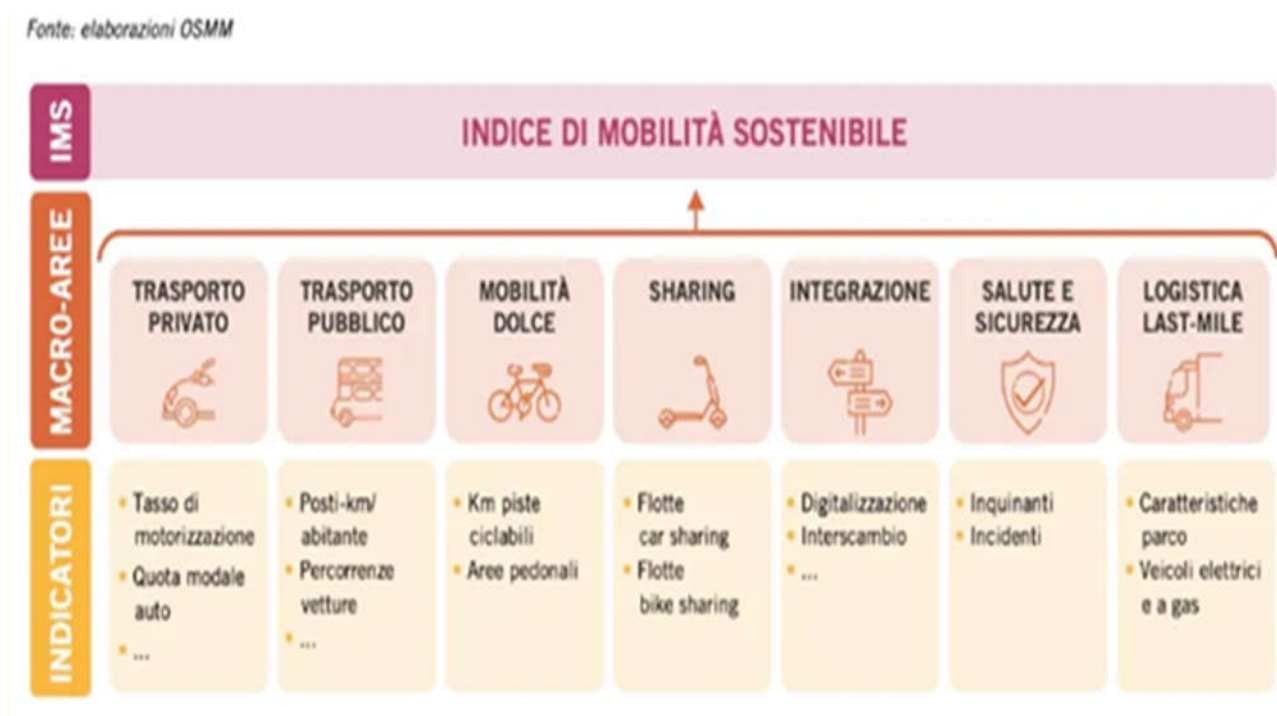 Fonte: elaborazioni OSMM
IMS
INDICE DI MOBILITÀ SOSTENIBILE
MACRO-AREE
TRASPORTO
PRIVATO
TRASPORTO
PUBBLICO
MOBILITÀ
DOLCE
SHARING
INTEGRAZIONE
SALUTE E
SICUREZZA
LOGISTICA
LAST-MILE
INDICATORI
• Tasso di
motorizzazione
• Quota modale
auto
• ...
• Posti-km/
abitante
• Percorrenze
vetture
• ...
• Km piste
ciclabili
• Aree pedonali
• Flotte
car sharing
• Flotte
bike sharing
• Digitalizzazione
• Interscambio
• ...
• Inquinanti
• Incidenti
• Caratteristiche
parco
• Veicoli elettrici
e a gas